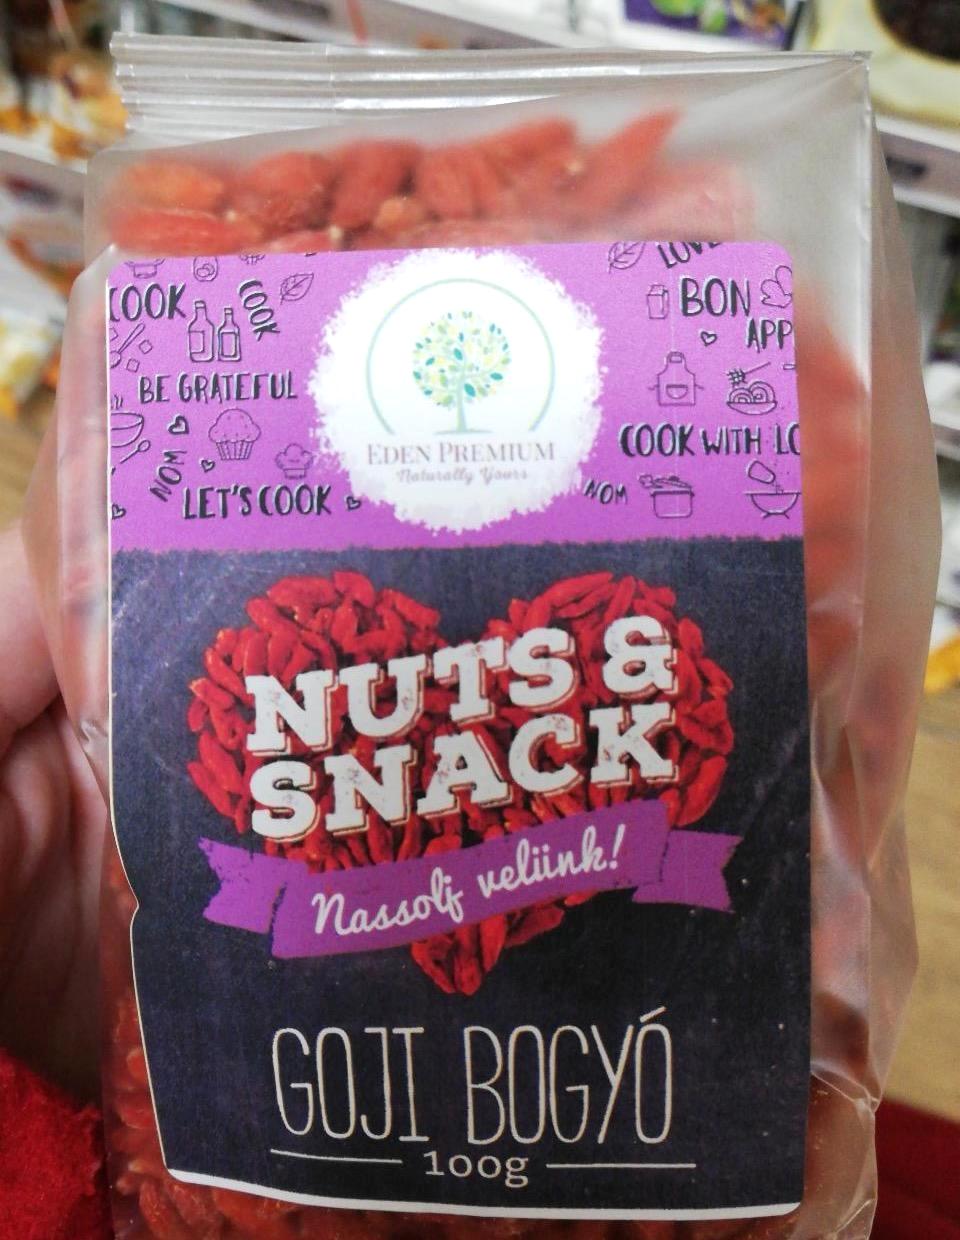 LOVE
COOK
COOK
BON
APP
BE GRATEFUL
EDEN PREMIUM
Naturally Yours
COOK WITH LO
NOM
LET'S COOK
NOM
NUTS &
SNACK
Nassolj velünk!
GOJI BOGYÓ
100g